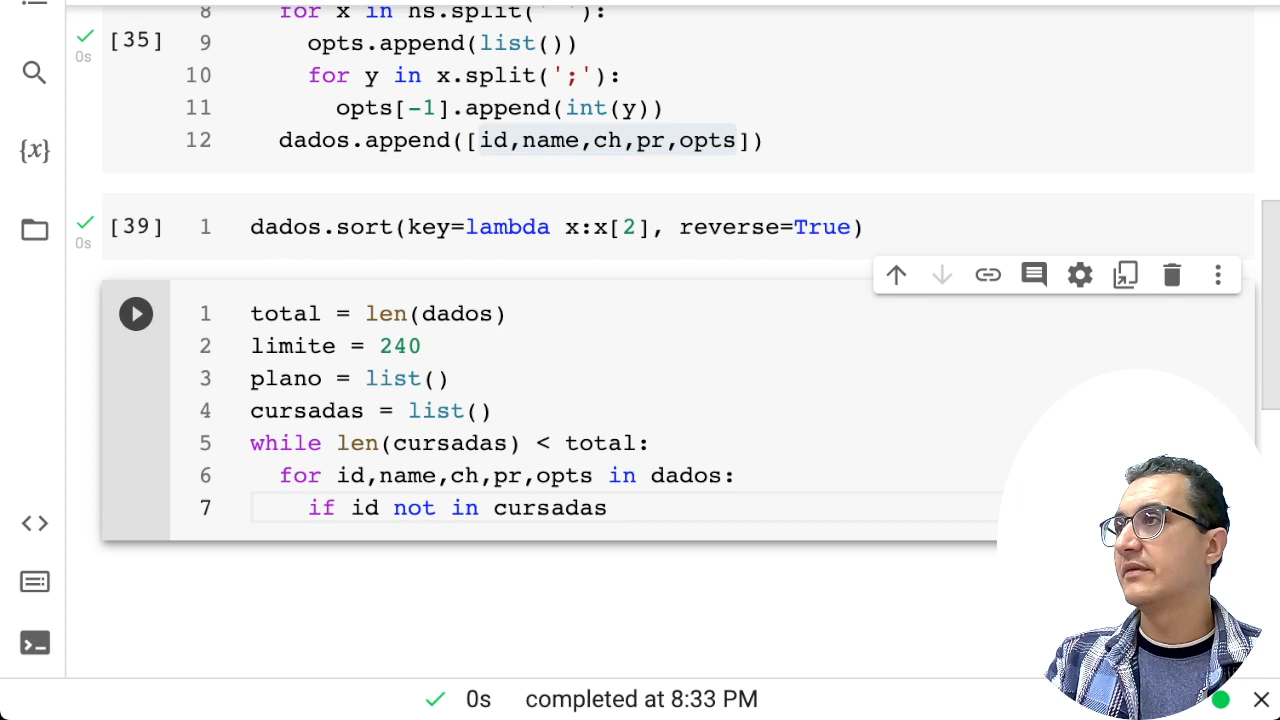 8 for x in hs.split(' '):
[35] 9 opts.append(list())
0s
10 for y in x.split(';'):
11 opts[-1].append(int(y))
12 dados.append([id,name,ch,pr,opts])
{x}
[39] 1 dados.sort(key=lambda x:x[2], reverse=True)
0s
1 total = len(dados)
2 limite = 240
3 plano = list()
4 cursadas = list()
5 while len(cursadas) < total:
6 for id,name,ch,pr,opts in dados:
7 if id not in cursadas
0s completed at 8:33 PM